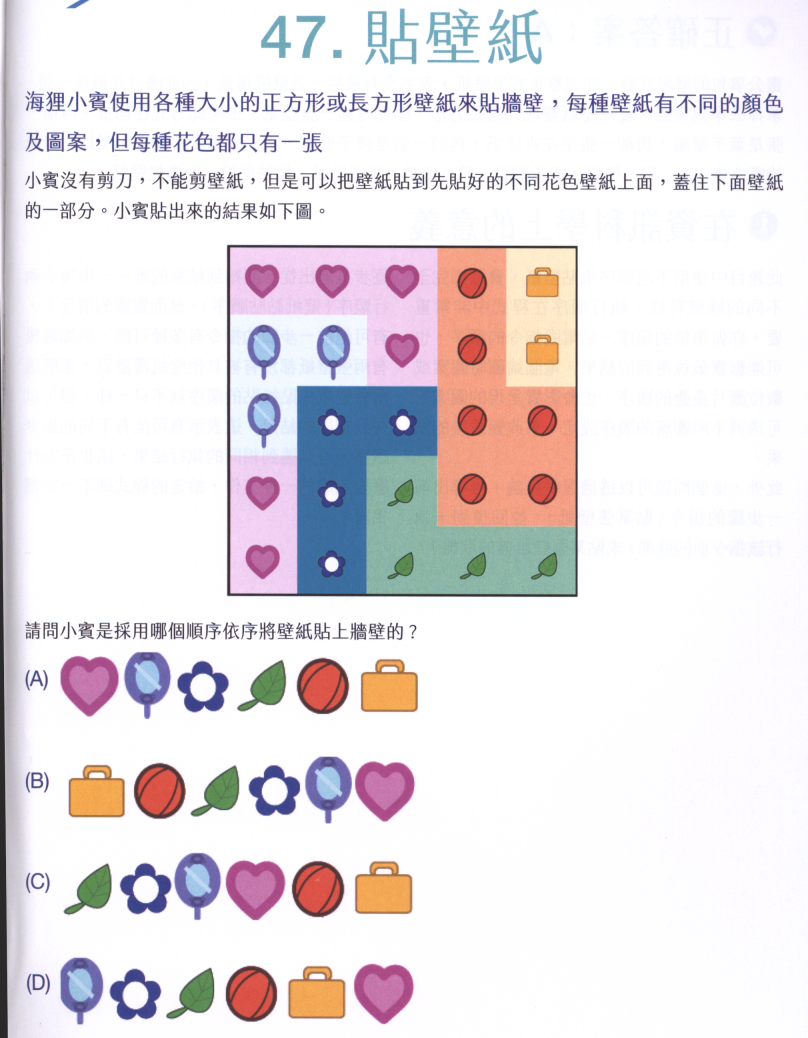 47. 貼壁紙
海狸小賓使用各種大小的正方形或長方形壁紙來貼牆壁，每種壁紙有不同的顏色
及圖案，但每種花色都只有一張
小賓沒有剪刀，不能剪壁紙，但是可以把壁紙貼到先貼好的不同花色壁紙上面，蓋住下面壁紙
的一部分。小賓貼出來的結果如下圖。
請問小賓是採用哪個順序依序將壁紙貼上牆壁的？
(A)
(B)
(C)
(D)